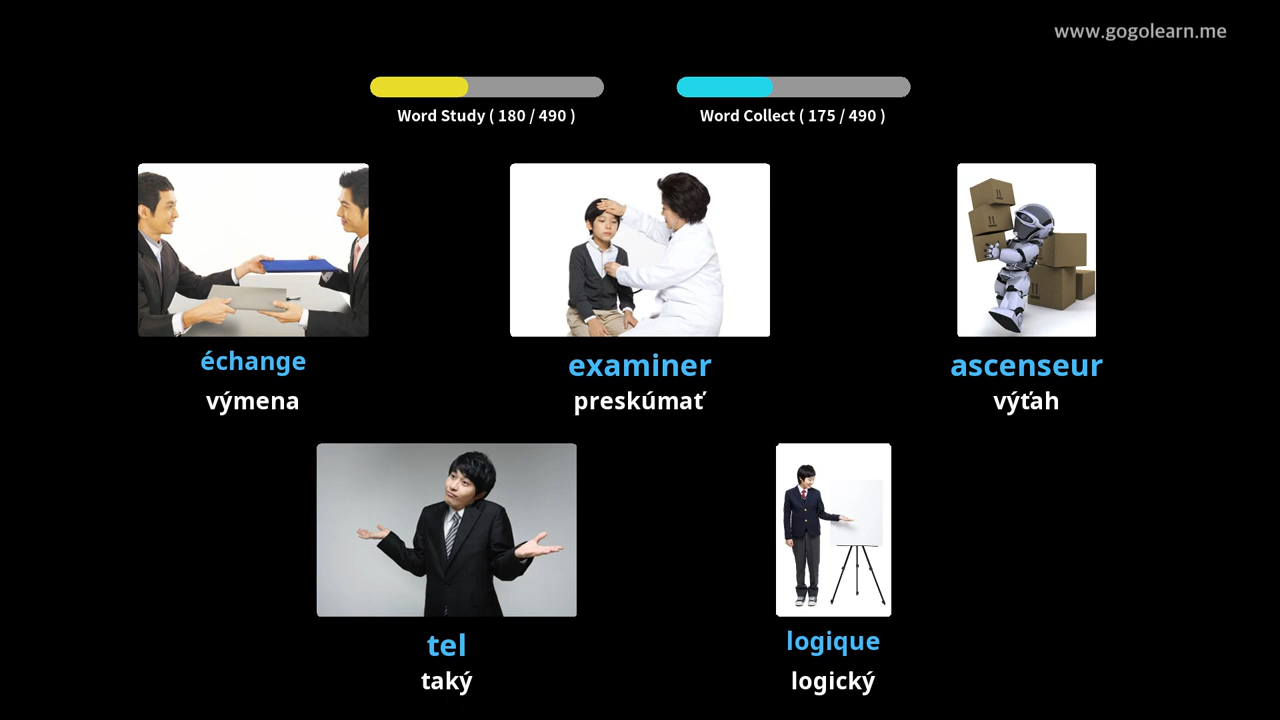 www.gogolearn.me
Word Study ( 180 / 490 )
Word Collect ( 175 / 490 )
échange
výmena
examiner
preskúmať
ascenseur
výťah
tel
taký
logique
logický